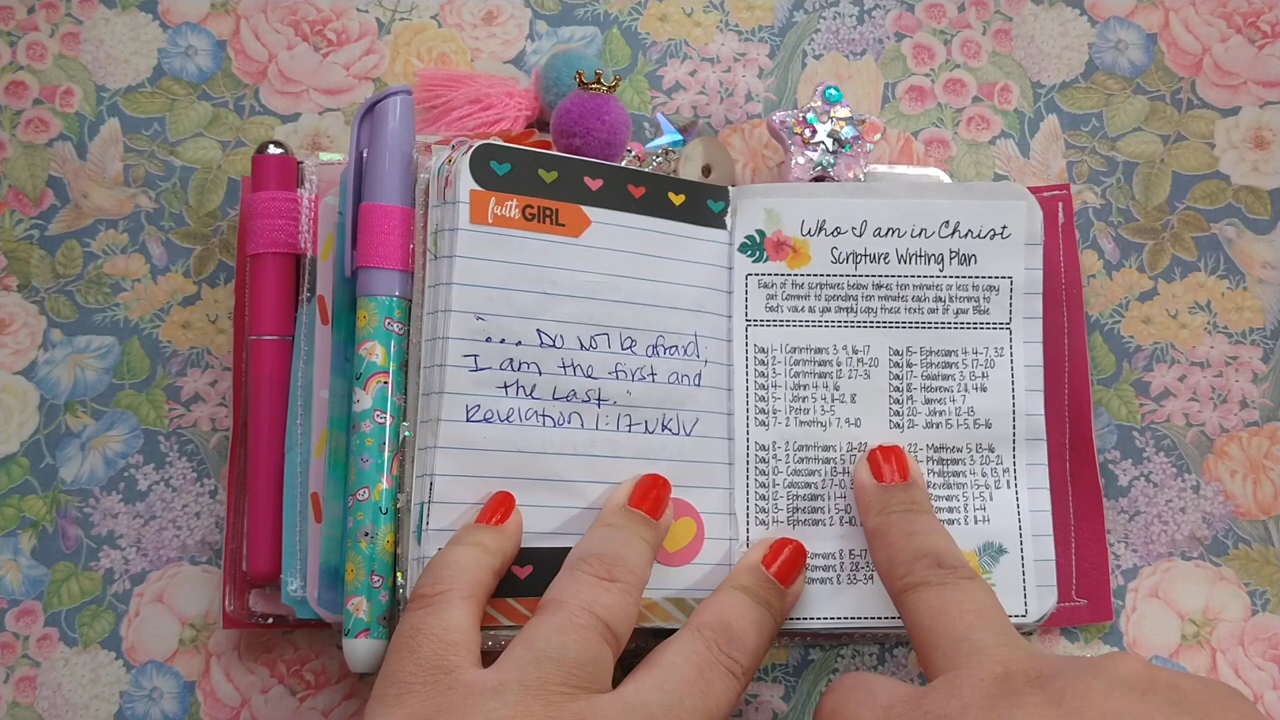 faith GIRL
"... Do not be afraid;
I am the first and
the Last."
Revelation 1:17 NKJV
Who I am in Christ
Scripture Writing Plan
Each of the scriptures below takes ten minutes or less to copy
out Commit to spending ten minutes each day listening to
God's voice as you simply copy these texts out of your Bible
Day 1- 1 Corinthians 3: 9, 16-17
Day 2- 1 Corinthians 6: 17, 19-20
Day 3- 1 Corinthians 12: 27-31
Day 4- 1 John 4: 4, 16
Day 5- 1 John 5: 4, 11-12, 18
Day 6- 1 Peter 1: 3-5
Day 7- 2 Timothy 1: 7, 9-10
Day 8- 2 Corinthians 1: 21-22
Day 9- 2 Corinthians 5: 17
Day 10- Colossians 1: 13-14
Day 11- Colossians 2: 7-10, 3
Day 12- Ephesians 1: 1-4
Day 13- Ephesians 1: 5-10
Day 14- Ephesians 2: 8-10,
Day 15- Ephesians 4: 4-7, 32
Day 16- Ephesians 5: 17-20
Day 17- Galatians 3: 13-14
Day 18- Hebrews 2:11, 4:16
Day 19- James 4: 7
Day 20- John 1: 12-13
Day 21- John 15: 1-5, 15-16
22- Matthew 5: 13-16
Philippians 3: 20-21
Philippians 4: 6, 13, 19
Revelation 1:5-6, 12: 11
Romans 5: 1-5, 11
Romans 8: 1-4
Romans 8: 11-14
Romans 8: 15-17
Romans 8: 28-32
Romans 8: 33-39